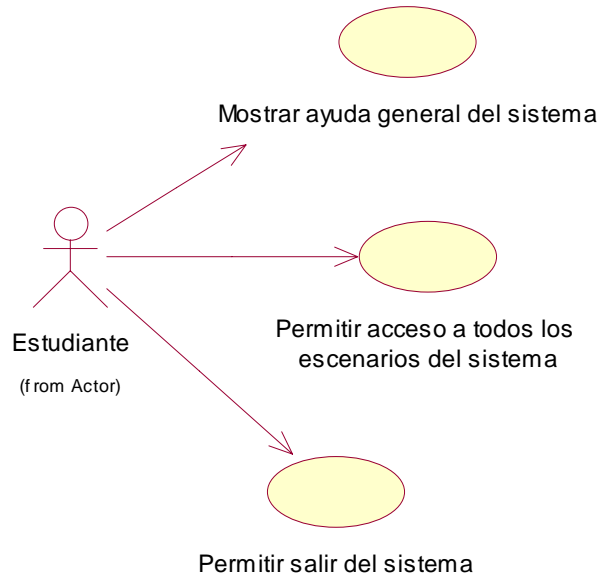 Mostrar ayuda general del sistema
Estudiante
(from Actor)
Permitir acceso a todos los
escenarios del sistema
Permitir salir del sistema